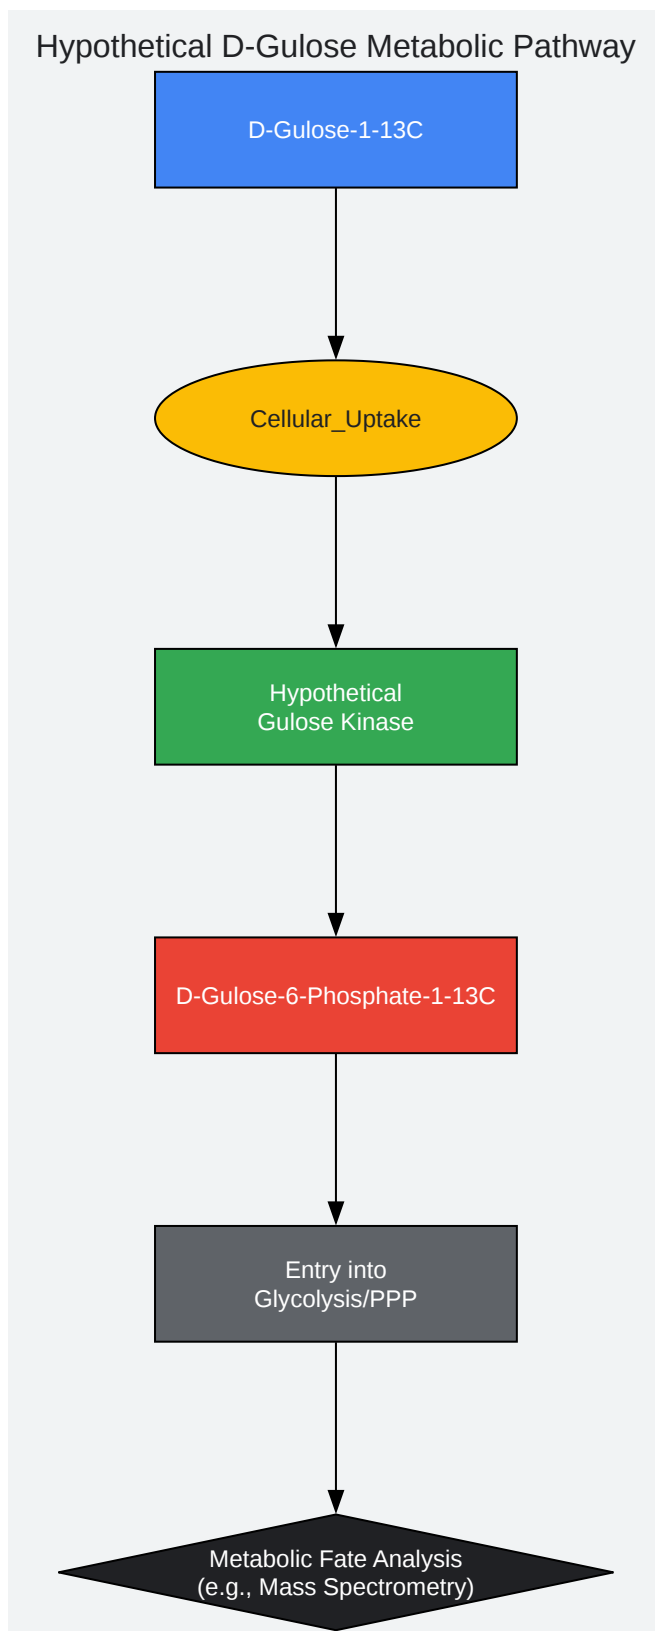 Hypothetical D-Gulose Metabolic Pathway
D-Gulose-1-13C
Cellular_Uptake
Hypothetical
Gulose Kinase
D-Gulose-6-Phosphate-1-13C
Entry into
Glycolysis/PPP
Metabolic Fate Analysis
(e.g., Mass Spectrometry)